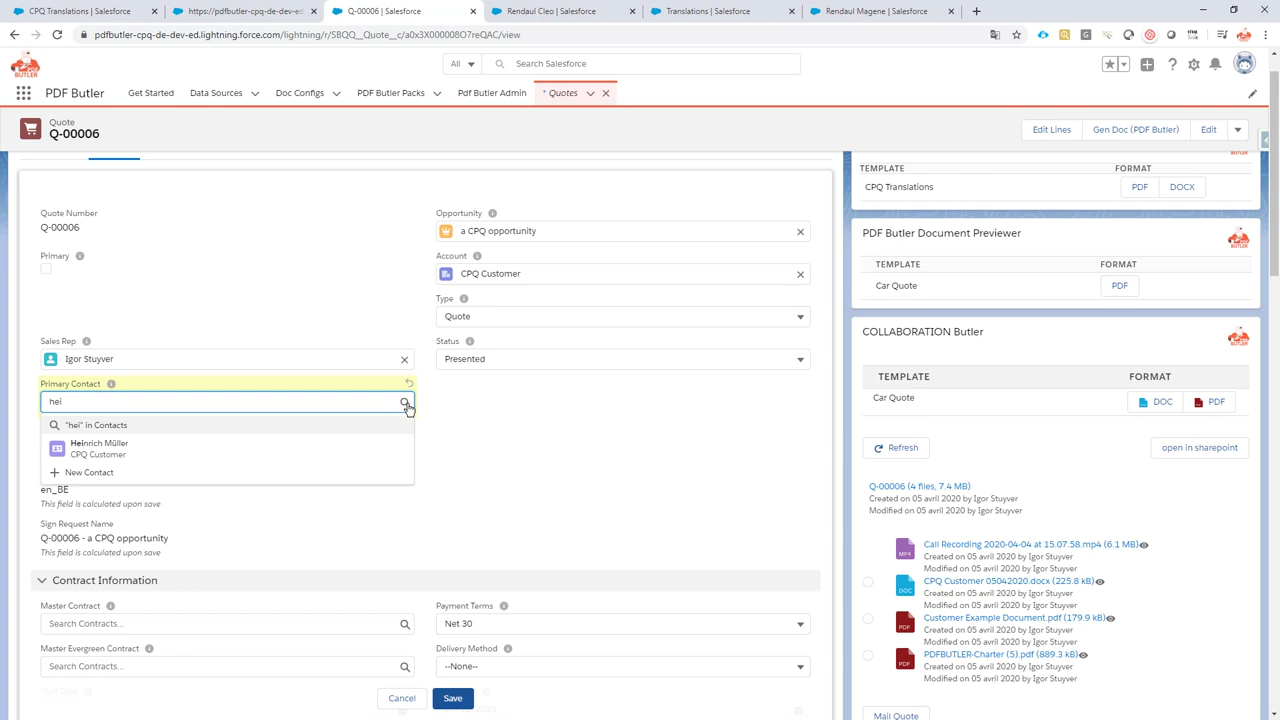 CPQ Translations | Salesforce
https://pdfbutler-cpq-de-dev-ed
Q-00006 | Salesforce
Rendaul Cleo | Salesforce
Translations | Salesforce
Rendaul Magene | Salesforce
pdfbutler-cpq-de-dev-ed.lightning.force.com/lightning/r/SBQQ__Quote__c/a0x3X000008O7reQAC/view
PDF BUTLER
All
Search Salesforce
PDF Butler
Get Started
Data Sources
Doc Configs
PDF Butler Packs
Pdf Butler Admin
* Quotes
Quote
Q-00006
Edit Lines
Gen Doc (PDF Butler)
Edit
Quote Number
Q-00006
Primary
Opportunity
a CPQ opportunity
Account
CPQ Customer
Type
Quote
Sales Rep
Igor Stuyver
Status
Presented
Primary Contact
hei
"hei" in Contacts
Heinrich Müller
CPQ Customer
New Contact
en_BE
This field is calculated upon save
Sign Request Name
Q-00006 - a CPQ opportunity
This field is calculated upon save
Contract Information
Master Contract
Search Contracts...
Payment Terms
Net 30
Master Evergreen Contract
Search Contracts...
Delivery Method
--None--
Start Date
2019
Cancel
Save
TEMPLATE
FORMAT
CPQ Translations
PDF
DOCX
PDF Butler Document Previewer
TEMPLATE
FORMAT
Car Quote
PDF
COLLABORATION Butler
TEMPLATE
FORMAT
Car Quote
DOC
PDF
Refresh
open in sharepoint
Q-00006 (4 files, 7.4 MB)
Created on 05 avril 2020 by Igor Stuyver
Modified on 05 avril 2020 by Igor Stuyver
MP4
Call Recording 2020-04-04 at 15.07.58.mp4 (6.1 MB)
Created on 05 avril 2020 by Igor Stuyver
Modified on 05 avril 2020 by Igor Stuyver
DOC
CPQ Customer 05042020.docx (225.8 kB)
Created on 05 avril 2020 by Igor Stuyver
Modified on 05 avril 2020 by Igor Stuyver
PDF
Customer Example Document.pdf (179.9 kB)
Created on 05 avril 2020 by Igor Stuyver
Modified on 05 avril 2020 by Igor Stuyver
PDF
PDFBUTLER-Charter (5).pdf (889.3 kB)
Created on 05 avril 2020 by Igor Stuyver
Modified on 05 avril 2020 by Igor Stuyver
Mail Quote